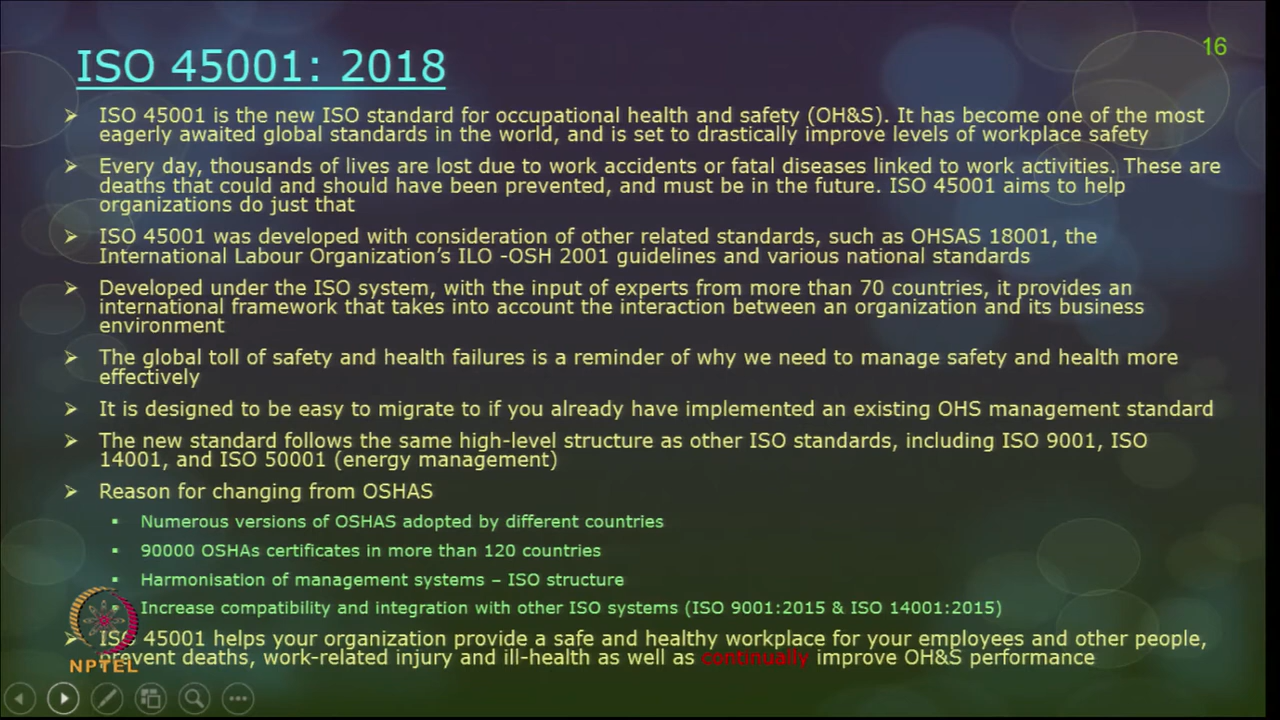 16
ISO 45001: 2018
➢ ISO 45001 is the new ISO standard for occupational health and safety (OH&S). It has become one of the most
eagerly awaited global standards in the world, and is set to drastically improve levels of workplace safety
➢ Every day, thousands of lives are lost due to work accidents or fatal diseases linked to work activities. These are
deaths that could and should have been prevented, and must be in the future. ISO 45001 aims to help
organizations do just that
➢ ISO 45001 was developed with consideration of other related standards, such as OHSAS 18001, the
International Labour Organization's ILO -OSH 2001 guidelines and various national standards
➢ Developed under the ISO system, with the input of experts from more than 70 countries, it provides an
international framework that takes into account the interaction between an organization and its business
environment
➢ The global toll of safety and health failures is a reminder of why we need to manage safety and health more
effectively
➢ It is designed to be easy to migrate to if you already have implemented an existing OHS management standard
➢ The new standard follows the same high-level structure as other ISO standards, including ISO 9001, ISO
14001, and ISO 50001 (energy management)
➢ Reason for changing from OSHAS
▪ Numerous versions of OSHAS adopted by different countries
▪ 90000 OSHAs certificates in more than 120 countries
▪ Harmonisation of management systems – ISO structure
▪ Increase compatibility and integration with other ISO systems (ISO 9001:2015 & ISO 14001:2015)
➢ ISO 45001 helps your organization provide a safe and healthy workplace for your employees and other people,
deaths, work-related injury and ill-health as well as continually improve OH&S performance
NPTEL